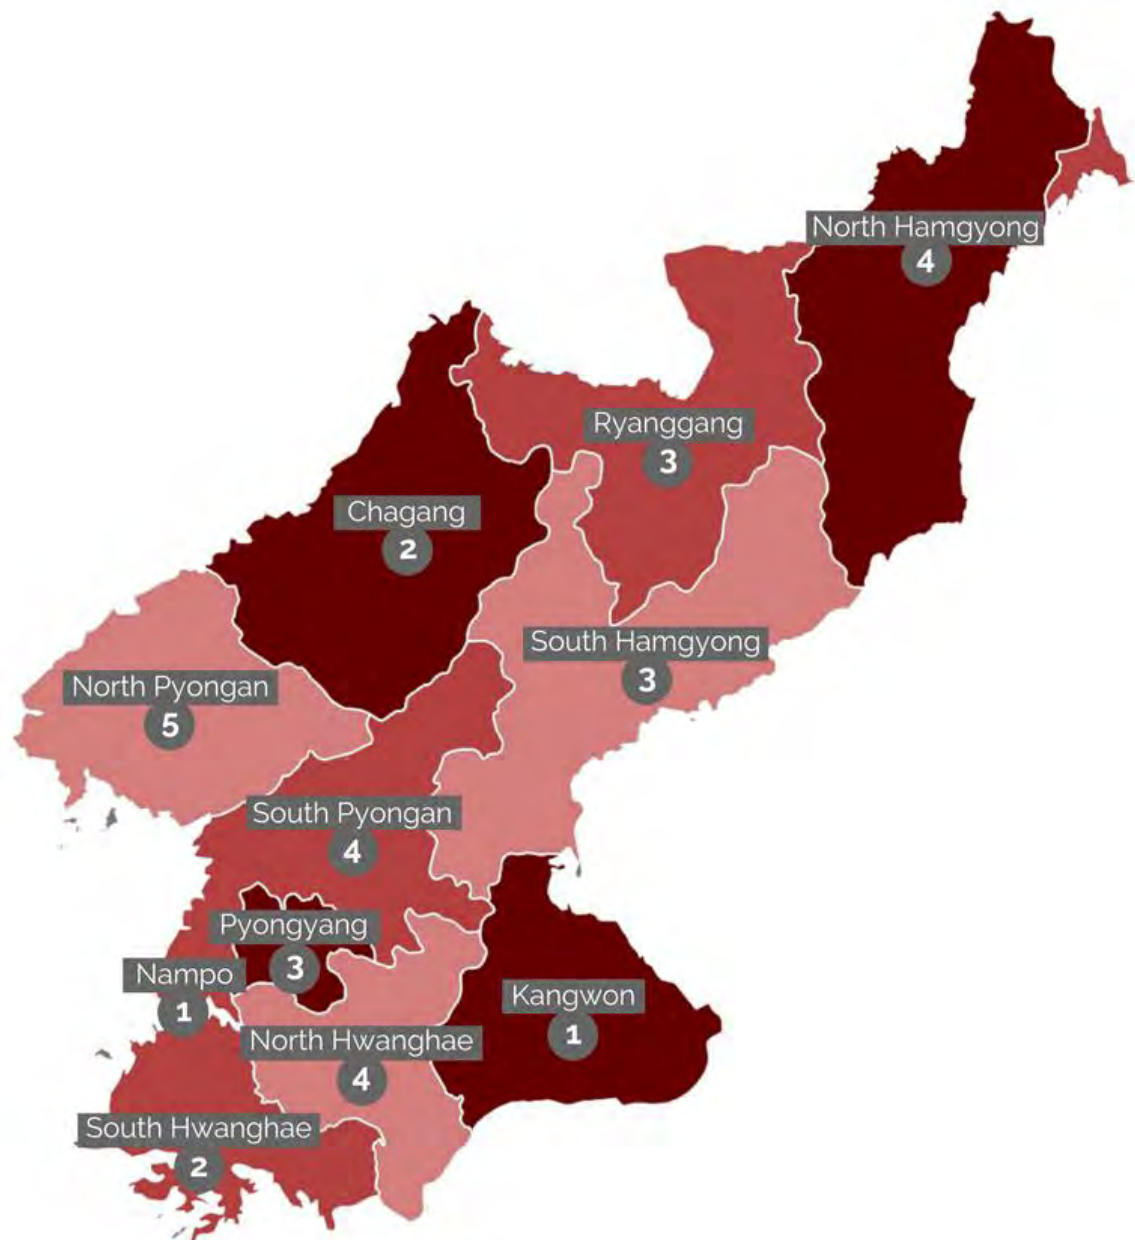 North Hamgyong
4
Ryanggang
3
Chagang
2
South Hamgyong
3
North Pyongan
5
South Pyongan
4
Pyongyang
3
Nampo
1
Kangwon
1
North Hwanghae
4
South Hwanghae
2